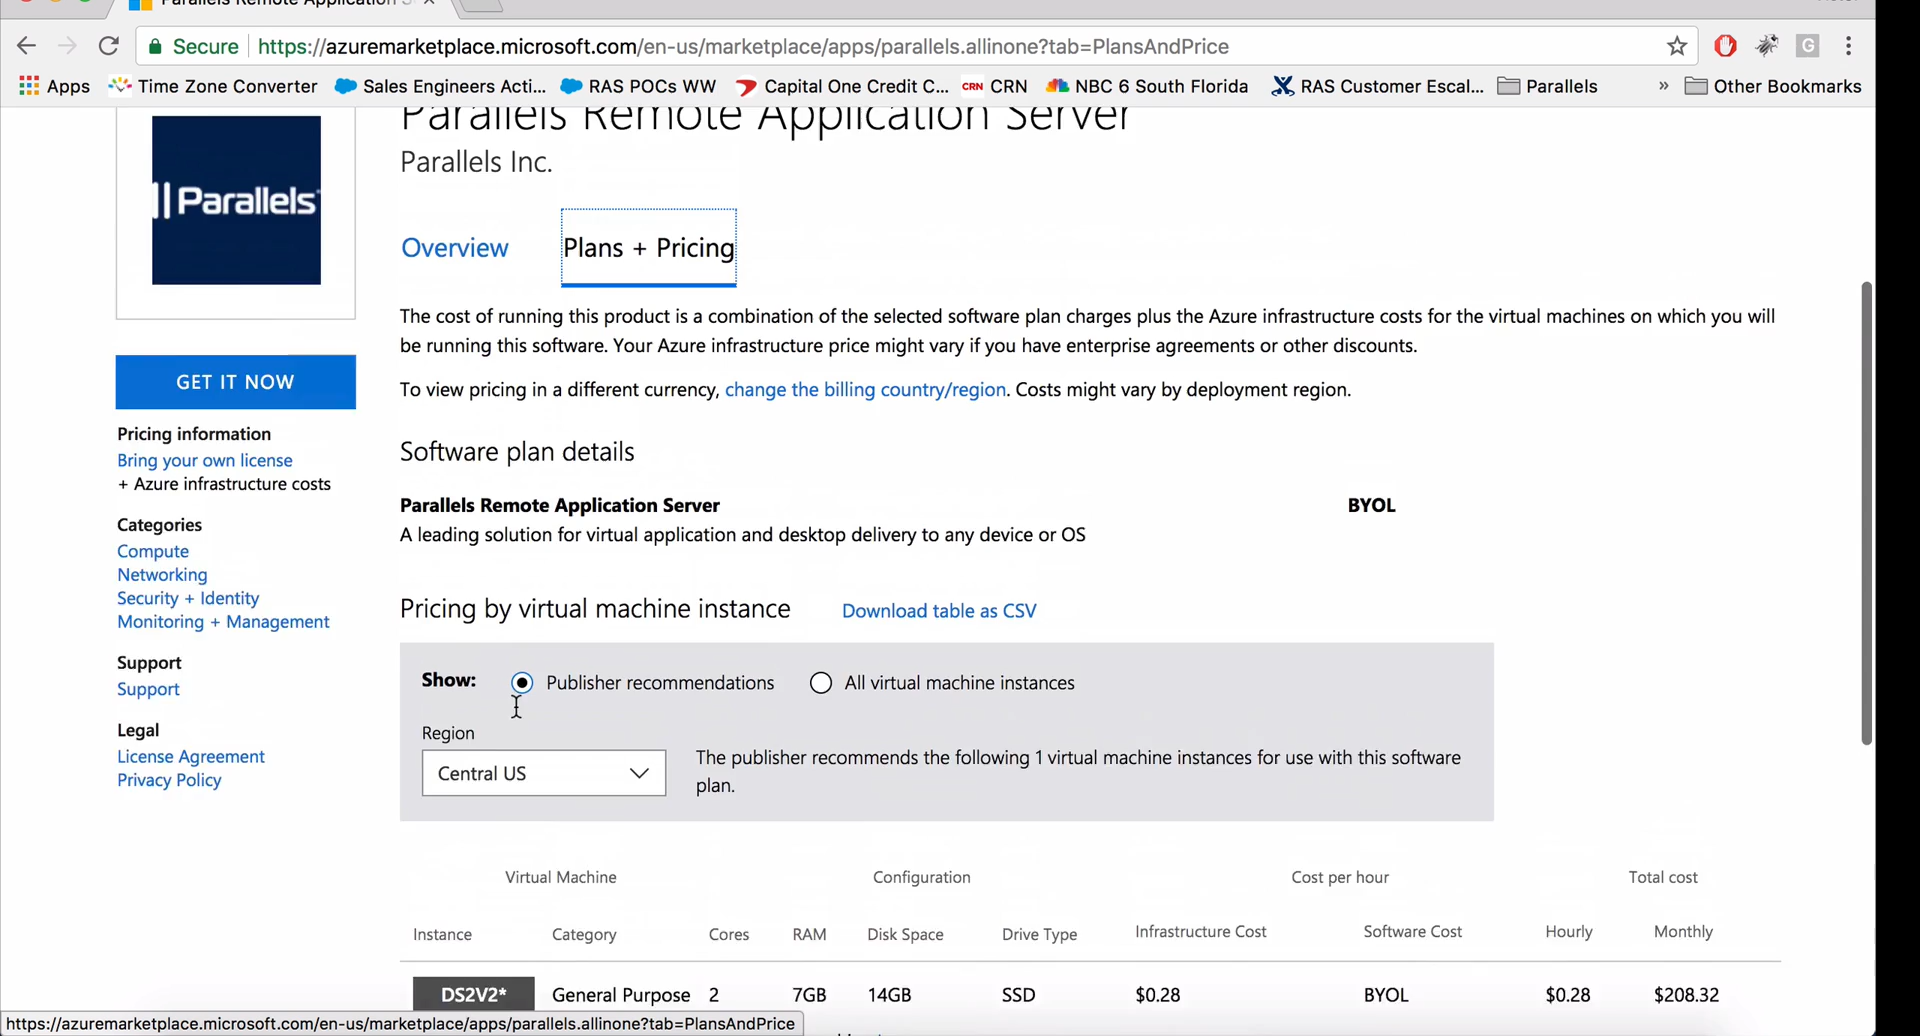 Parallels Remote Application S
Secure https://azuremarketplace.microsoft.com/en-us/marketplace/apps/parallels.allinone?tab=PlansAndPrice
G
Apps Time Zone Converter Sales Engineers Acti... RAS POCs WW Capital One Credit C... CRN CRN NBC 6 South Florida RAS Customer Escal... Parallels » Other Bookmarks
Parallels Remote Application Server
Parallels Inc.
Parallels
Overview Plans + Pricing
The cost of running this product is a combination of the selected software plan charges plus the Azure infrastructure costs for the virtual machines on which you will
be running this software. Your Azure infrastructure price might vary if you have enterprise agreements or other discounts.
To view pricing in a different currency, change the billing country/region. Costs might vary by deployment region.
GET IT NOW
Pricing information
Bring your own license
+ Azure infrastructure costs
Categories
Compute
Networking
Security + Identity
Monitoring + Management
Support
Support
Legal
License Agreement
Privacy Policy
Software plan details
Parallels Remote Application Server BYOL
A leading solution for virtual application and desktop delivery to any device or OS
Pricing by virtual machine instance Download table as CSV
Show: Publisher recommendations All virtual machine instances
Region
Central US
The publisher recommends the following 1 virtual machine instances for use with this software
plan.
Virtual Machine Configuration Cost per hour Total cost
Instance Category Cores RAM Disk Space Drive Type Infrastructure Cost Software Cost Hourly Monthly
DS2V2* General Purpose 2 7GB 14GB SSD $0.28 BYOL $0.28 $208.32
https://azuremarketplace.microsoft.com/en-us/marketplace/apps/parallels.allinone?tab=PlansAndPrice